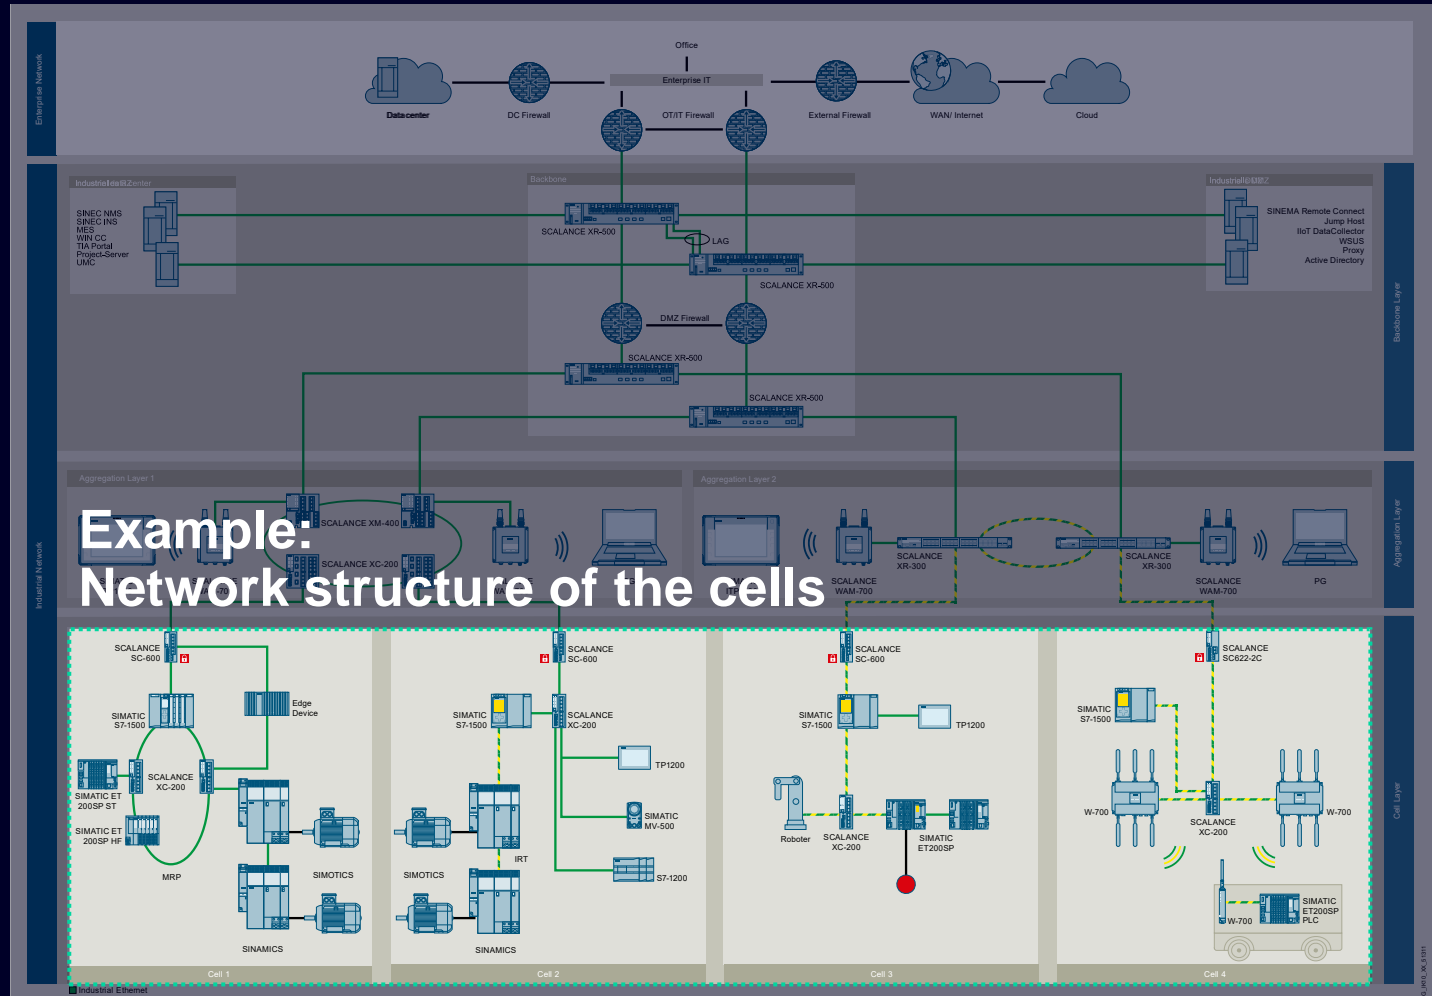 Office
Enterprise IT
Enterprise Network
Datacenter
DC Firewall
OT/IT Firewall
External Firewall
WAN/ Internet
Cloud
Backbone
SINEC NMS
SINEC INS
MES
WIN CC
TIA Portal
Project-Server
UMC
SCALANCE XR-500
LAG
SCALANCE XR-500
SINEMA Remote Connect
Jump Host
IIoT DataCollector
WSUS
Proxy
Active Directory
DMZ Firewall
SCALANCE XR-500
SCALANCE XR-500
Backbone Layer
Industrial Network
Aggregation Layer 1
Aggregation Layer 2
SCALANCE XM-400
SCALANCE XC-200
Example:
Network structure of the cells
SCALANCE
WAM-700
SCALANCE
XR-300
SCALANCE
XR-300
SCALANCE
WAM-700
PG
Aggregation Layer
SCALANCE
SC-600
SIMATIC
S7-1500
Edge
Device
SCALANCE
XC-200
SIMATIC ET
200SP ST
SIMATIC ET
200SP HF
MRP
SIMOTICS
SINAMICS
Cell 1
SCALANCE
SC-600
SIMATIC
S7-1500
SCALANCE
XC-200
TP1200
SIMATIC
MV-500
IRT
SIMOTICS
S7-1200
SINAMICS
Cell 2
SCALANCE
SC-600
SIMATIC
S7-1500
TP1200
Roboter
SCALANCE
XC-200
SIMATIC
ET200SP
Cell 3
SCALANCE
SC622-2C
SIMATIC
S7-1500
W-700
W-700
SCALANCE
XC-200
W-700
SIMATIC
ET200SP
PLC
Cell 4
Cell Layer
Industrial Ethernet